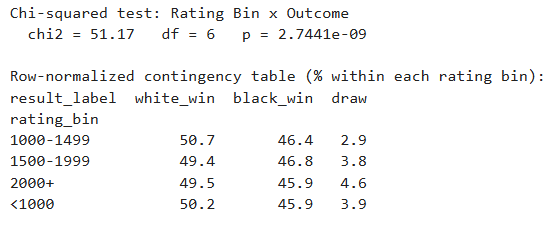 Chi-squared test: Rating Bin x Outcome
  chi2 = 51.17   df = 6   p = 2.7441e-09

Row-normalized contingency table (% within each rating bin):
result_label  white_win  black_win  draw
rating_bin
1000-1499          50.7       46.4   2.9
1500-1999          49.4       46.8   3.8
2000+              49.5       45.9   4.6
<1000              50.2       45.9   3.9